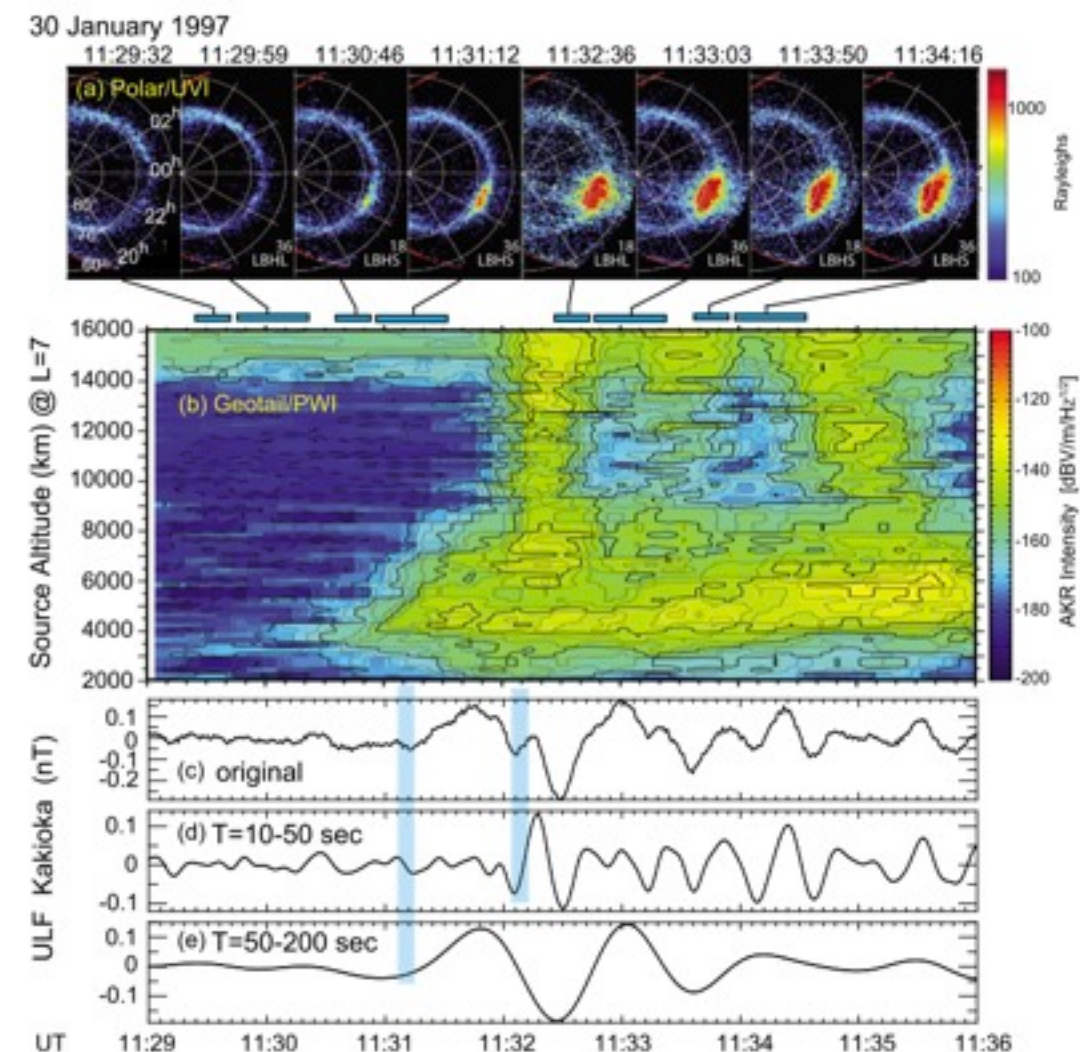 30 January 1997
11:29:32 11:29:59 11:30:46 11:31:12 11:32:36 11:33:03 11:33:50 11:34:16
(a) Polar/UVI
02h
00h
22h
20h
60°
36 18 36 18 36 18 36
LBHL LBHS LBHS LBHL LBHL LBHS LBHS
1000
Rayleighs
100
16000
14000
12000
10000
8000
6000
4000
2000
Source Altitude (km) @ L=7
(b) Geotail/PWI
-100
-120
-140
-160
-180
-200
AKR Intensity [dBV/m/Hz1/2]
0.1
0
-0.1
-0.2
(c) original
0.1
0
-0.1
(d) T=10-50 sec
0.1
0
-0.1
(e) T=50-200 sec
ULF Kakioka (nT)
UT 11:29 11:30 11:31 11:32 11:33 11:34 11:35 11:36